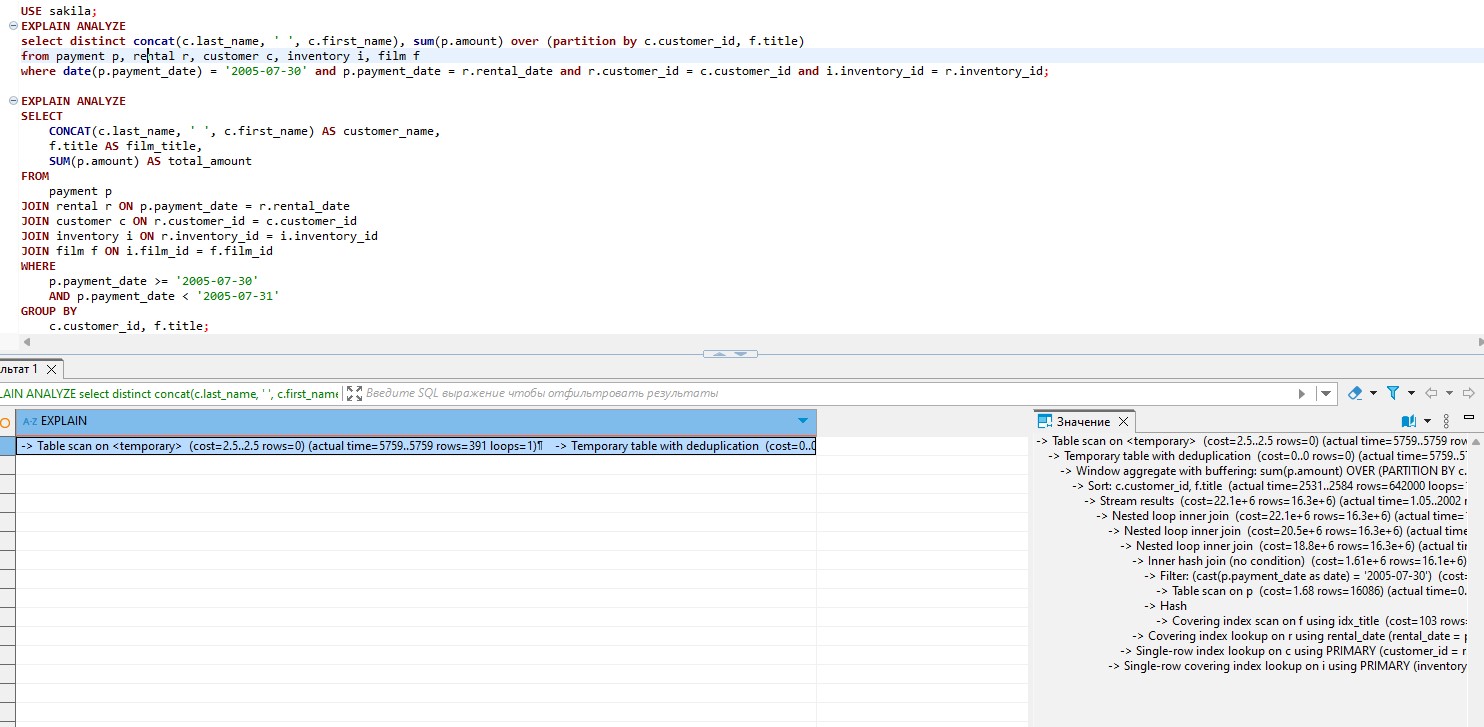 USE sakila;
EXPLAIN ANALYZE
select distinct concat(c.last_name, ' ', c.first_name), sum(p.amount) over (partition by c.customer_id, f.title)
from payment p, rental r, customer c, inventory i, film f
where date(p.payment_date) = '2005-07-30' and p.payment_date = r.rental_date and r.customer_id = c.customer_id and i.inventory_id = r.inventory_id;
EXPLAIN ANALYZE
SELECT
CONCAT(c.last_name, ' ', c.first_name) AS customer_name,
f.title AS film_title,
SUM(p.amount) AS total_amount
FROM
payment p
JOIN rental r ON p.payment_date = r.rental_date
JOIN customer c ON r.customer_id = c.customer_id
JOIN inventory i ON r.inventory_id = i.inventory_id
JOIN film f ON i.film_id = f.film_id
WHERE
p.payment_date >= '2005-07-30'
AND p.payment_date < '2005-07-31'
GROUP BY
c.customer_id, f.title;
льтат 1
LAIN ANALYZE select distinct concat(c.last_name, ' ', c.first_name Введите SQL выражение чтобы отфильтровать результаты
A-Z EXPLAIN
-> Table scan on <temporary> (cost=2.5..2.5 rows=0) (actual time=5759..5759 rows=391 loops=1)¶ -> Temporary table with deduplication (cost=0..0
Значение
-> Table scan on <temporary> (cost=2.5..2.5 rows=0) (actual time=5759..5759 row
-> Temporary table with deduplication (cost=0..0 rows=0) (actual time=5759..5
-> Window aggregate with buffering: sum(p.amount) OVER (PARTITION BY c.
-> Sort: c.customer_id, f.title (actual time=2531..2584 rows=642000 loops=
-> Stream results (cost=22.1e+6 rows=16.3e+6) (actual time=1.05..2002 r
-> Nested loop inner join (cost=22.1e+6 rows=16.3e+6) (actual time=
-> Nested loop inner join (cost=20.5e+6 rows=16.3e+6) (actual time
-> Nested loop inner join (cost=18.8e+6 rows=16.3e+6) (actual tir
-> Inner hash join (no condition) (cost=1.61e+6 rows=16.1e+6)
-> Filter: (cast(p.payment_date as date) = '2005-07-30') (cost=
-> Table scan on p (cost=1.68 rows=16086) (actual time=0.
-> Hash
-> Covering index scan on f using idx_title (cost=103 rows=
-> Covering index lookup on r using rental_date (rental_date = p
-> Single-row index lookup on c using PRIMARY (customer_id = r
-> Single-row covering index lookup on i using PRIMARY (inventory